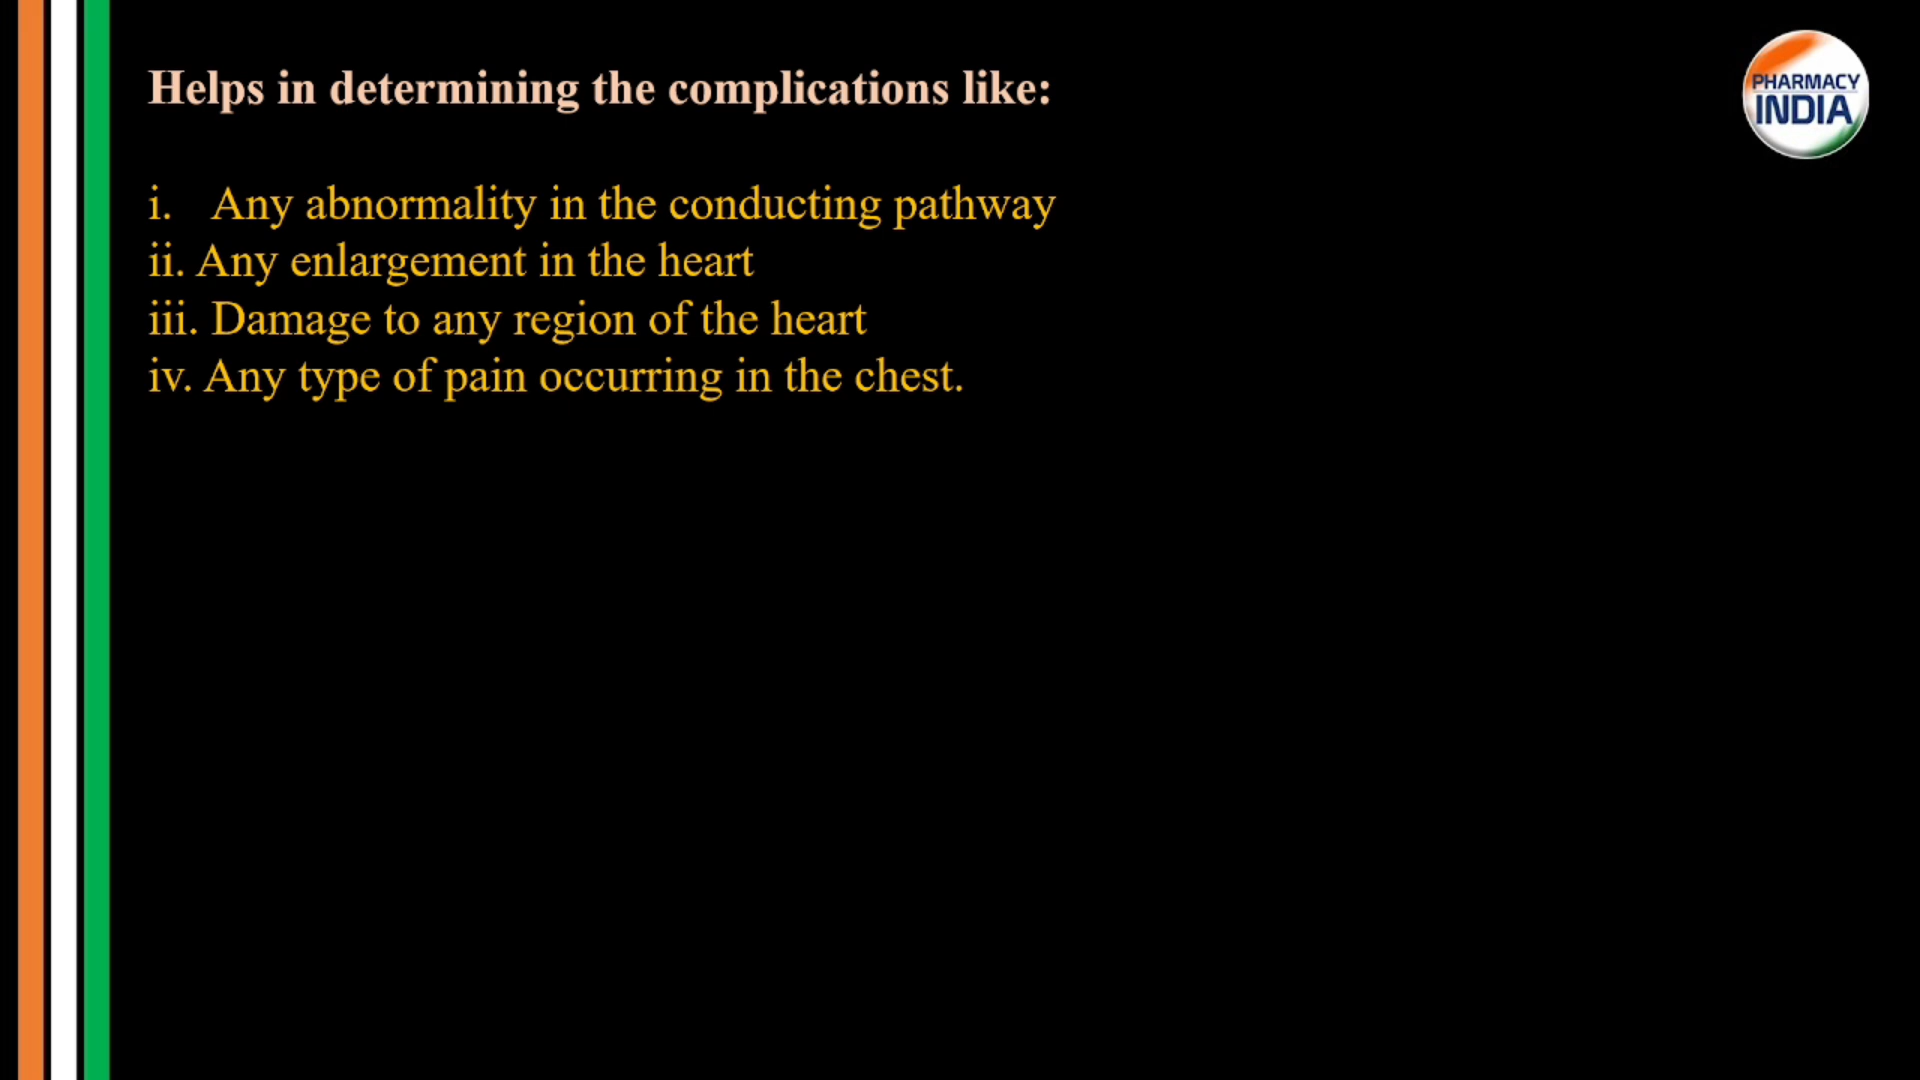 Helps in determining the complications like:
PHARMACY
INDIA
i. Any abnormality in the conducting pathway
ii. Any enlargement in the heart
iii. Damage to any region of the heart
iv. Any type of pain occurring in the chest.